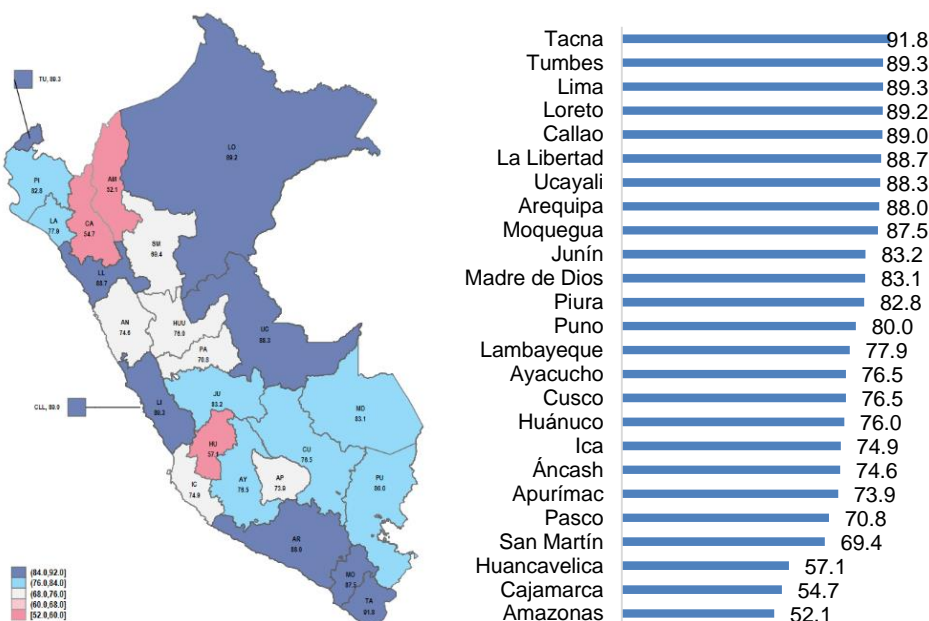 TU, 89.3
LO
89.2
PI
82.8
AM
52.1
LA
77.9
CA
54.7
SM
69.4
LL
88.7
AN
74.6
HUU
76.0
UC
88.3
PA
70.8
LI
89.3
JU
83.2
MD
83.1
CLL, 89.0
HU
57.1
CU
76.5
IC
74.9
AY
76.5
AP
73.9
PU
80.0
AR
88.0
MO
87.5
TA
91.8
(84.0,92.0]
(76.0,84.0]
(68.0,76.0]
(60.0,68.0]
[52.0,60.0]
Tacna 91.8
Tumbes 89.3
Lima 89.3
Loreto 89.2
Callao 89.0
La Libertad 88.7
Ucayali 88.3
Arequipa 88.0
Moquegua 87.5
Junín 83.2
Madre de Dios 83.1
Piura 82.8
Puno 80.0
Lambayeque 77.9
Ayacucho 76.5
Cusco 76.5
Huánuco 76.0
Ica 74.9
Áncash 74.6
Apurímac 73.9
Pasco 70.8
San Martín 69.4
Huancavelica 57.1
Cajamarca 54.7
Amazonas 52.1